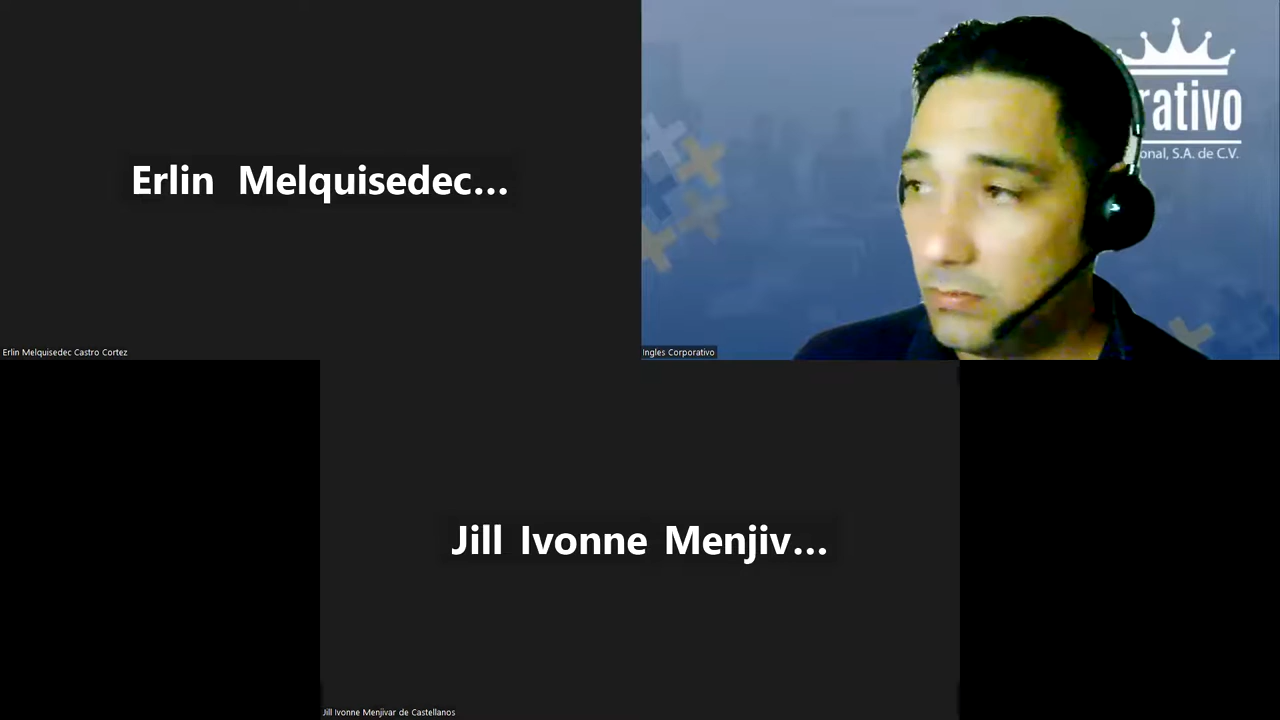 Erlin Melquisedec...
Erlin Melquisedec Castro Cortez
rativo
onal, S.A. de C.V.
Ingles Corporativo
Jill Ivonne Menjiv...
Jill Ivonne Menjivar de Castellanos